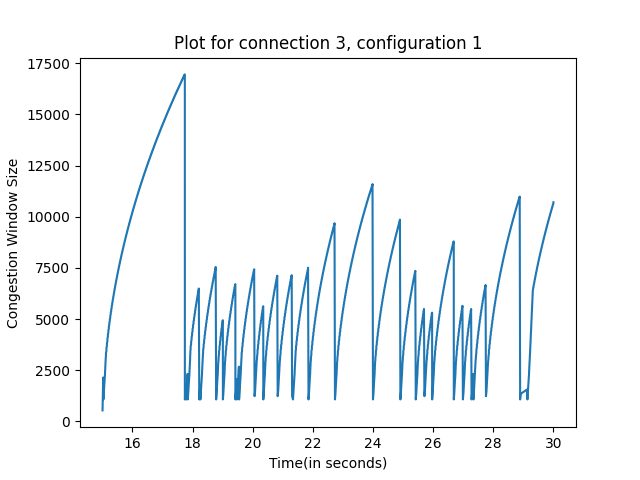 Plot for connection 3, configuration 1
17500
15000
12500
10000
7500
5000
2500
0
Congestion Window Size
16 18 20 22 24 26 28 30
Time(in seconds)